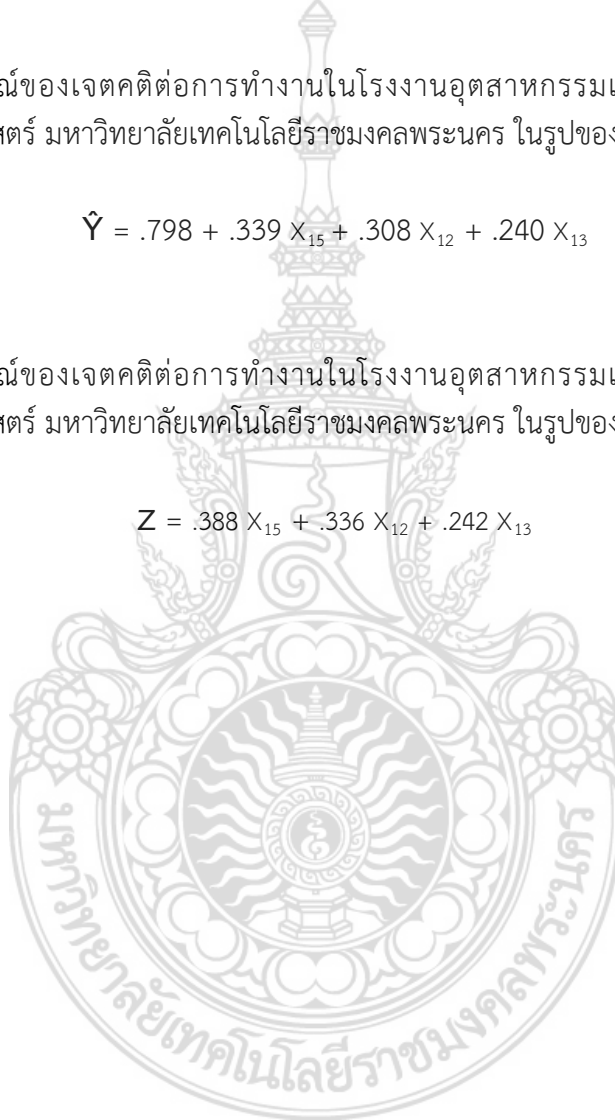 ณ์ของเจตคติต่อการทำงานในโรงงานอุตสาหกรรมเ
ตร์ มหาวิทยาลัยเทคโนโลยีราชมงคลพระนคร ในรูปของ
Ŷ = .798 + .339 X₁₅ + .308 X₁₂ + .240 X₁₃
ณ์ของเจตคติต่อการทำงานในโรงงานอุตสาหกรรมเ
ตร์ มหาวิทยาลัยเทคโนโลยีราชมงคลพระนคร ในรูปของ
Z = .388 X₁₅ + .336 X₁₂ + .242 X₁₃
มหาวิทยาลัยเทคโนโลยีราชมงคลพระนคร